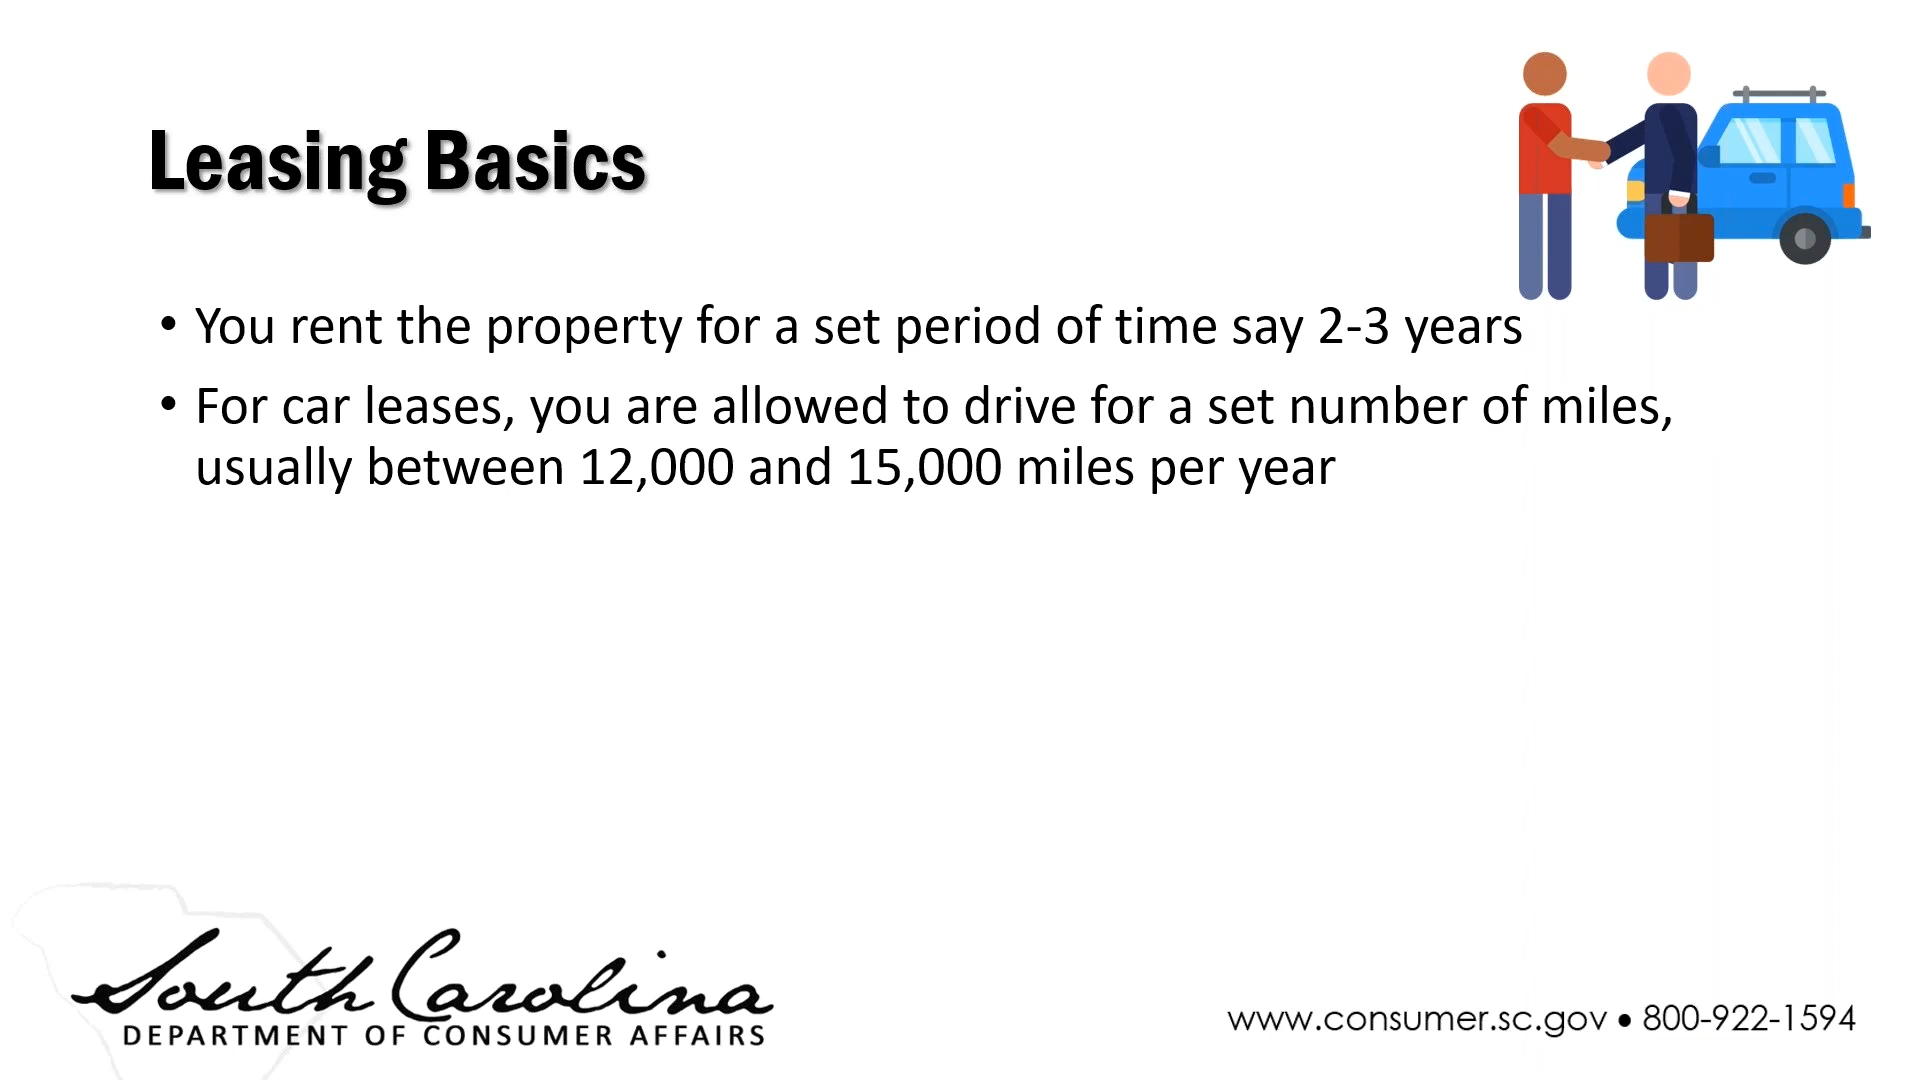 Leasing Basics
• You rent the property for a set period of time say 2-3 years
• For car leases, you are allowed to drive for a set number of miles,
usually between 12,000 and 15,000 miles per year
South Carolina
DEPARTMENT OF CONSUMER AFFAIRS
www.consumer.sc.gov • 800-922-1594